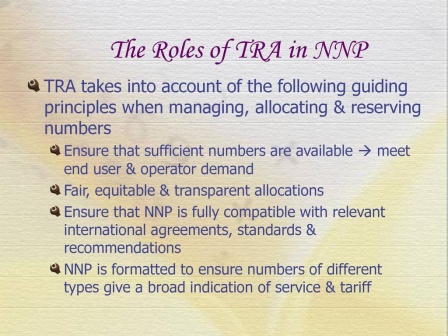 The Roles of TRA in NNP
TRA takes into account of the following guiding
principles when managing, allocating & reserving
numbers
Ensure that sufficient numbers are available → meet
end user & operator demand
Fair, equitable & transparent allocations
Ensure that NNP is fully compatible with relevant
international agreements, standards &
recommendations
NNP is formatted to ensure numbers of different
types give a broad indication of service & tariff